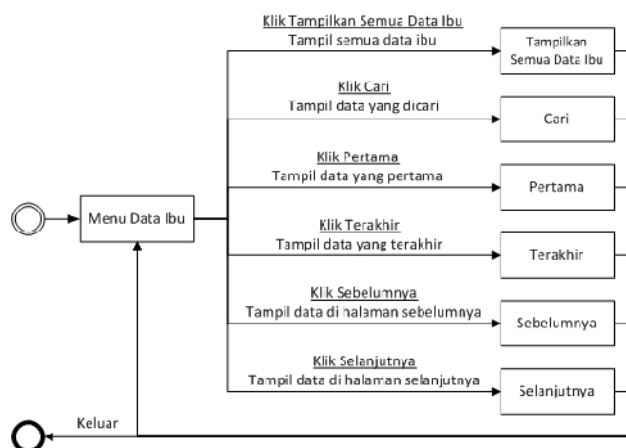 Klik Tampilkan Semua Data Ibu
Tampil semua data ibu
Tampilkan
Semua Data Ibu
Klik Cari
Tampil data yang dicari
Cari
Klik Pertama
Tampil data yang pertama
Pertama
Menu Data Ibu
Klik Terakhir
Tampil data yang terakhir
Terakhir
Klik Sebelumnya
Tampil data di halaman sebelumnya
Sebelumnya
Klik Selanjutnya
Tampil data di halaman selanjutnya
Selanjutnya
Keluar